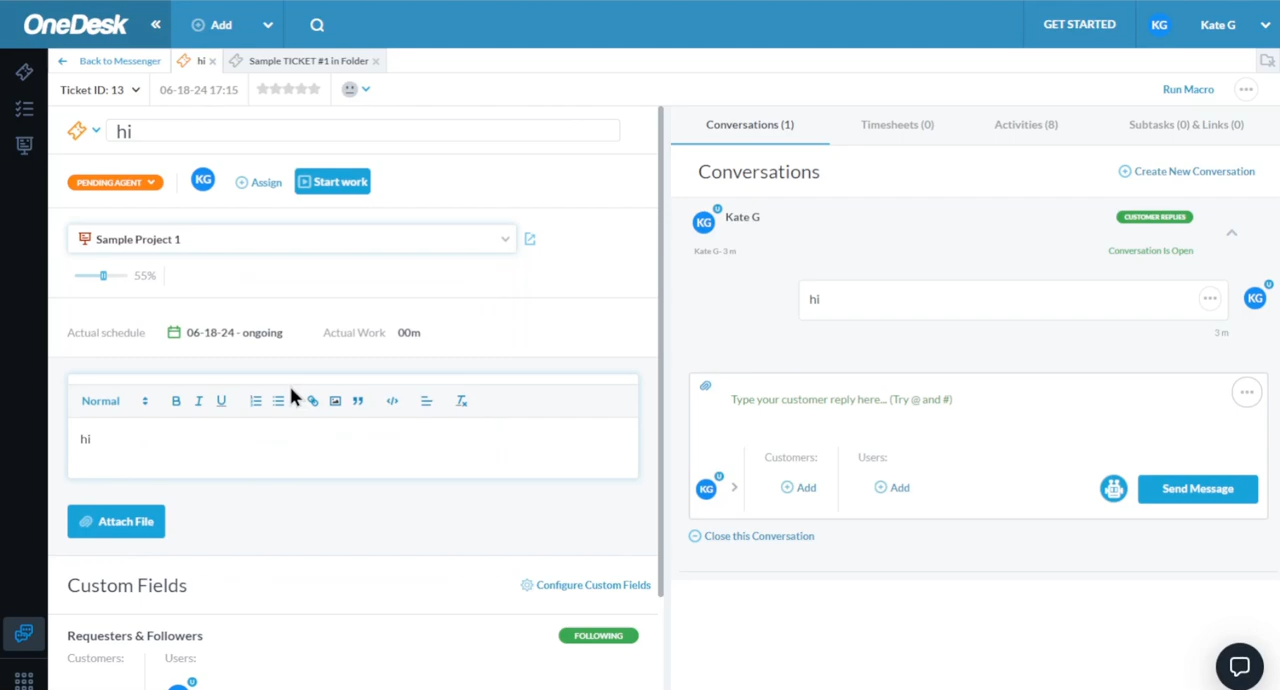 OneDesk « Add GET STARTED KG Kate G
Back to Messenger hi Sample TICKET #1 in Folder
Ticket ID: 13 06-18-24 17:15 Run Macro
hi
Conversations (1) Timesheets (0) Activities (8) Subtasks (0) & Links (0)
PENDING AGENT KG Assign Start work
Conversations Create New Conversation
Sample Project 1
55%
KG U Kate G CUSTOMER REPLIES
Kate G- 3 m Conversation Is Open
hi KG U
3 m
Actual schedule 06-18-24 - ongoing Actual Work 00m
Normal B I U
hi
Type your customer reply here... (Try @ and #)
Customers: Users:
KG U Add Add Send Message
Close this Conversation
Attach File
Custom Fields Configure Custom Fields
Requesters & Followers FOLLOWING
Customers: Users:
U